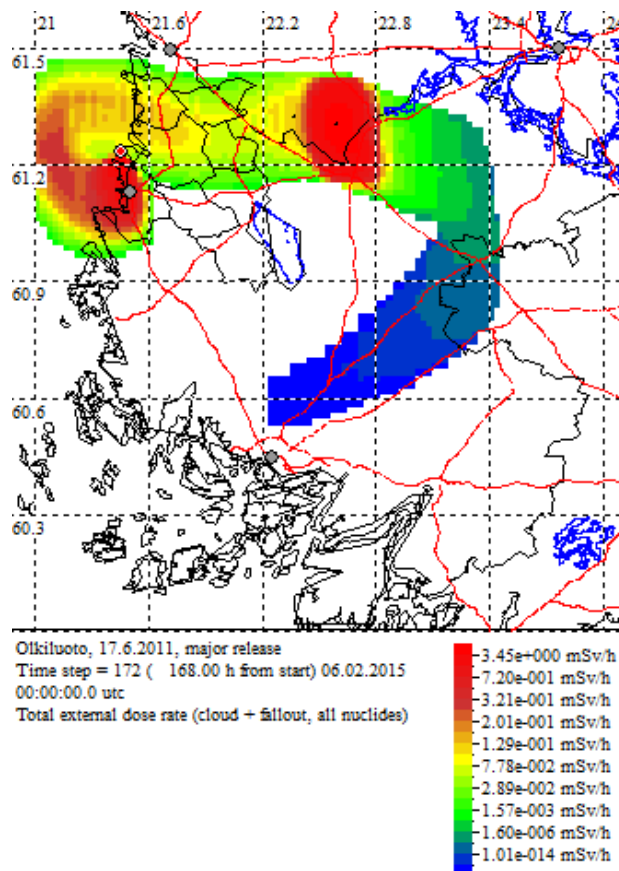 21 21.6 22.2 22.8 23.4 24
61.5
61.2
60.9
60.6
60.3
Olkiluoto, 17.6.2011, major release
Time step = 172 ( 168.00 h from start) 06.02.2015
00:00:00.0 utc
Total external dose rate (cloud + fallout, all nuclides)
3.45e+000 mSv/h
7.20e-001 mSv/h
3.21e-001 mSv/h
2.01e-001 mSv/h
1.29e-001 mSv/h
7.78e-002 mSv/h
2.89e-002 mSv/h
1.57e-003 mSv/h
1.60e-006 mSv/h
1.01e-014 mSv/h